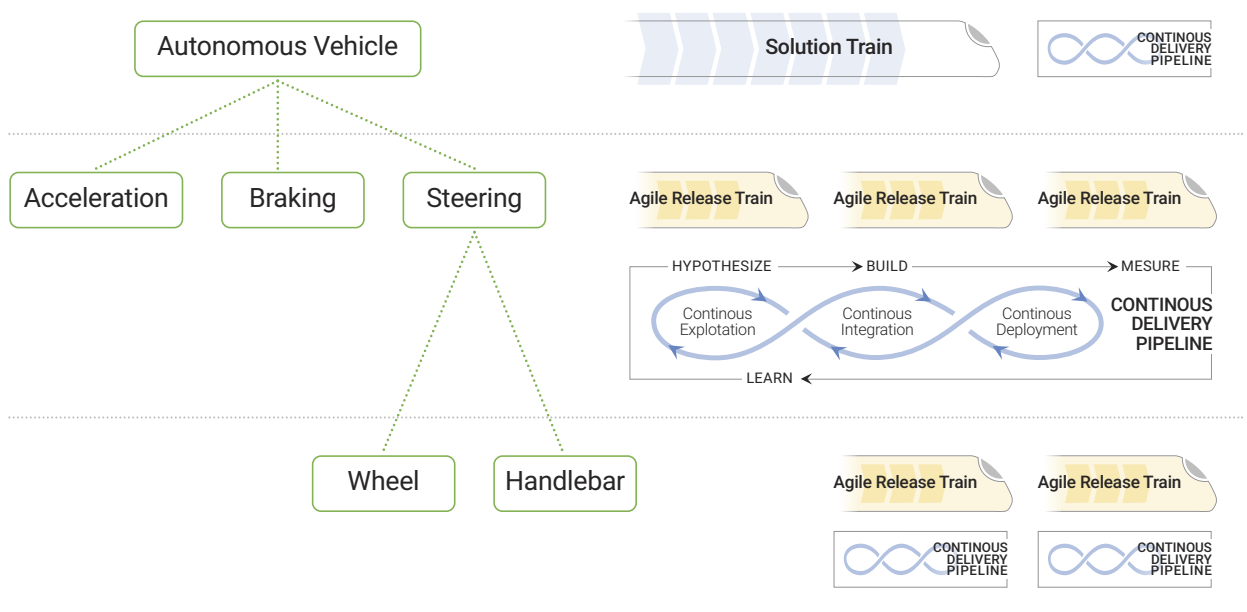 Autonomous Vehicle
Solution Train
CONTINOUS
DELIVERY
PIPELINE
Acceleration
Braking
Steering
Agile Release Train
Agile Release Train
Agile Release Train
HYPOTHESIZE
BUILD
MESURE
Continous
Explotation
Continous
Integration
Continous
Deployment
CONTINOUS
DELIVERY
PIPELINE
LEARN
Wheel
Handlebar
Agile Release Train
Agile Release Train
CONTINOUS
DELIVERY
PIPELINE
CONTINOUS
DELIVERY
PIPELINE